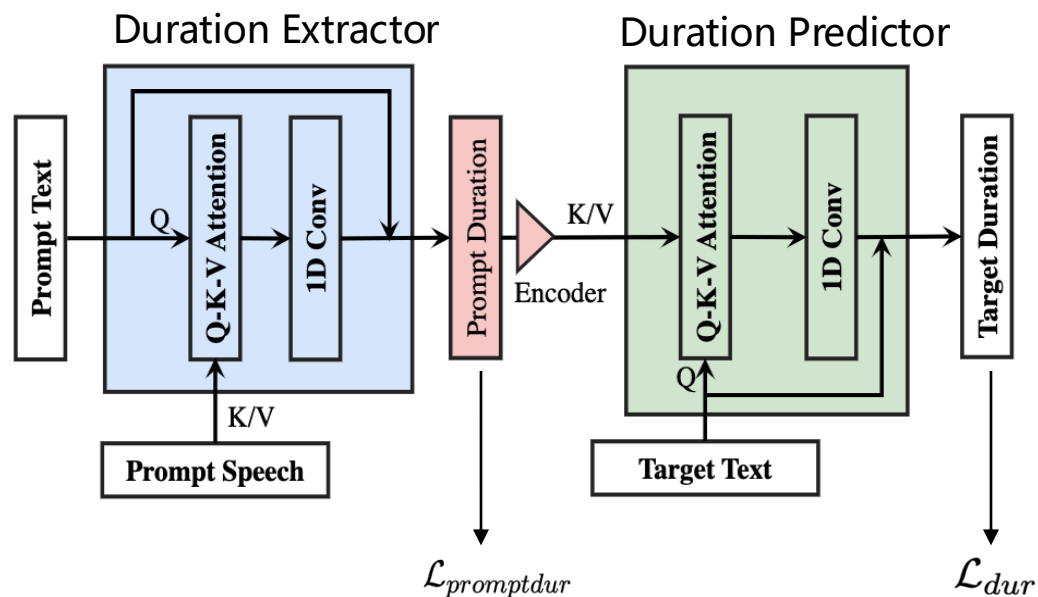 Duration Extractor
Duration Predictor
Prompt Text
Q
Q-K-V Attention
1D Conv
K/V
Prompt Speech
Prompt Duration
Encoder
K/V
Q-K-V Attention
1D Conv
Q
Target Text
Target Duration
ℒpromptdur
ℒdur